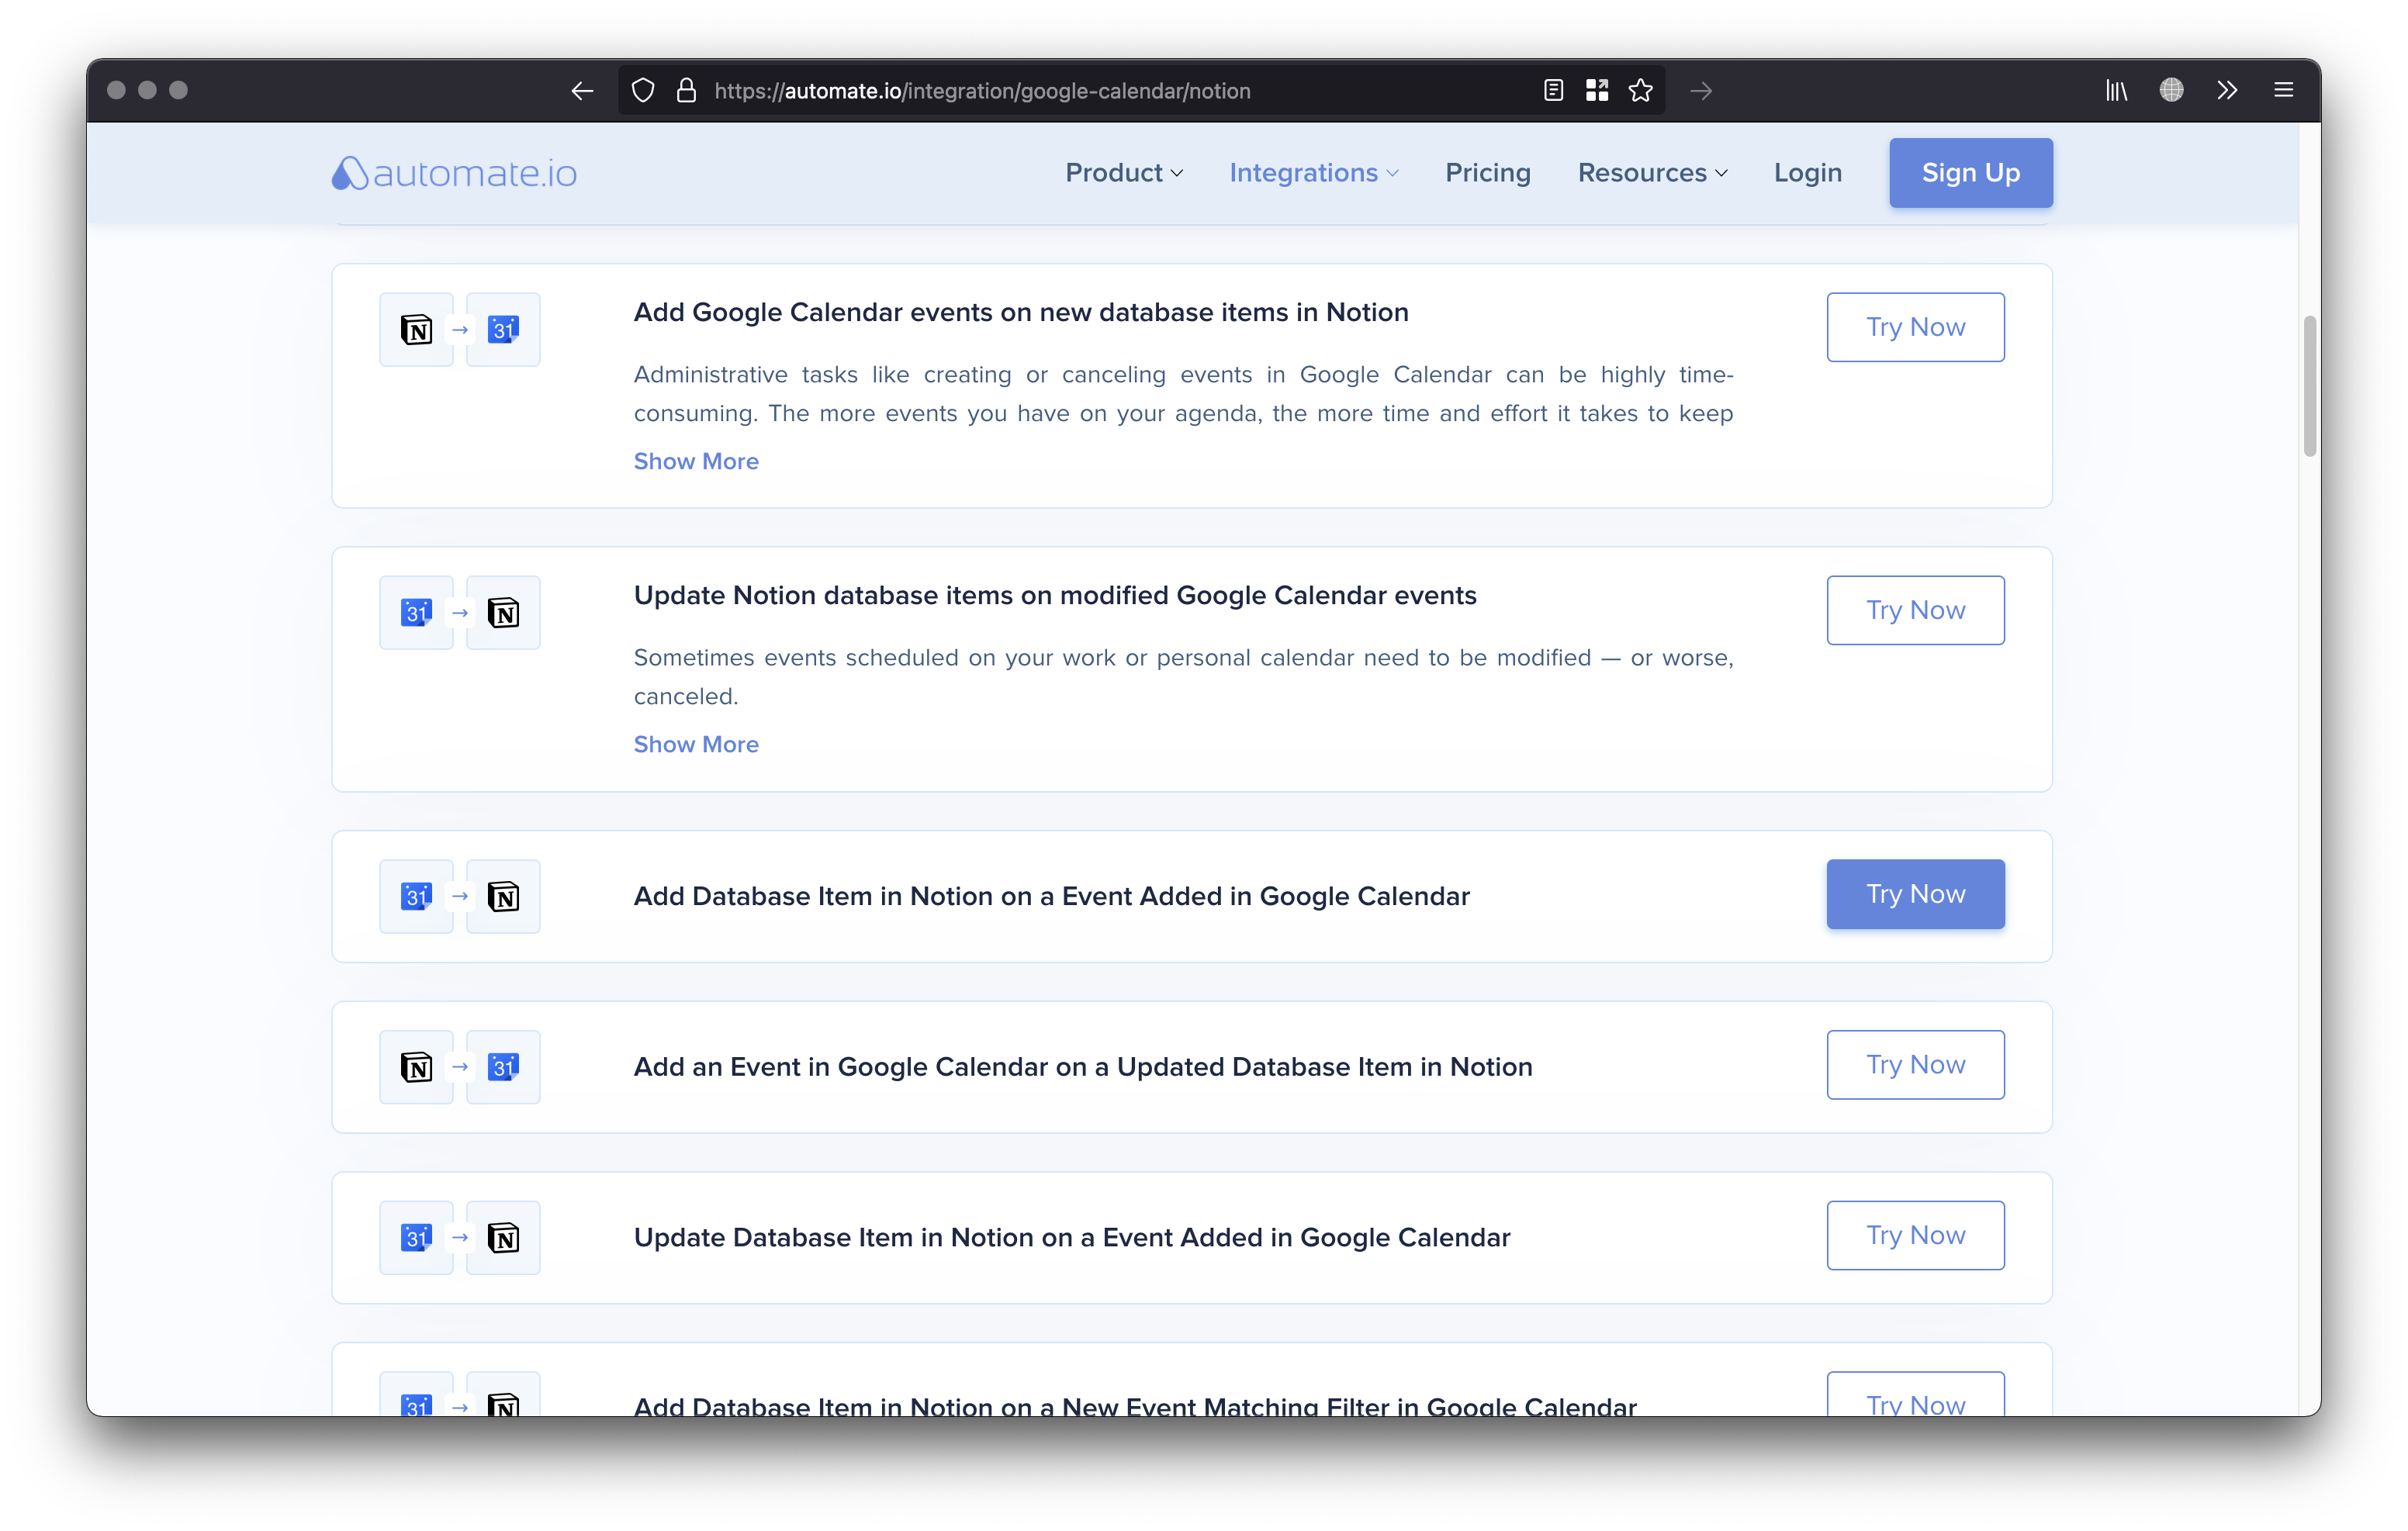 https://automate.io/integration/google-calendar/notion
automate.io
Product
Integrations
Pricing
Resources
Login
Sign Up
N
31
Add Google Calendar events on new database items in Notion
Try Now
Administrative tasks like creating or canceling events in Google Calendar can be highly time-
consuming. The more events you have on your agenda, the more time and effort it takes to keep
Show More
31
N
Update Notion database items on modified Google Calendar events
Try Now
Sometimes events scheduled on your work or personal calendar need to be modified — or worse,
canceled.
Show More
31
N
Add Database Item in Notion on a Event Added in Google Calendar
Try Now
N
31
Add an Event in Google Calendar on a Updated Database Item in Notion
Try Now
31
N
Update Database Item in Notion on a Event Added in Google Calendar
Try Now
31
N
Add Database Item in Notion on a New Event Matching Filter in Google Calendar
Try Now